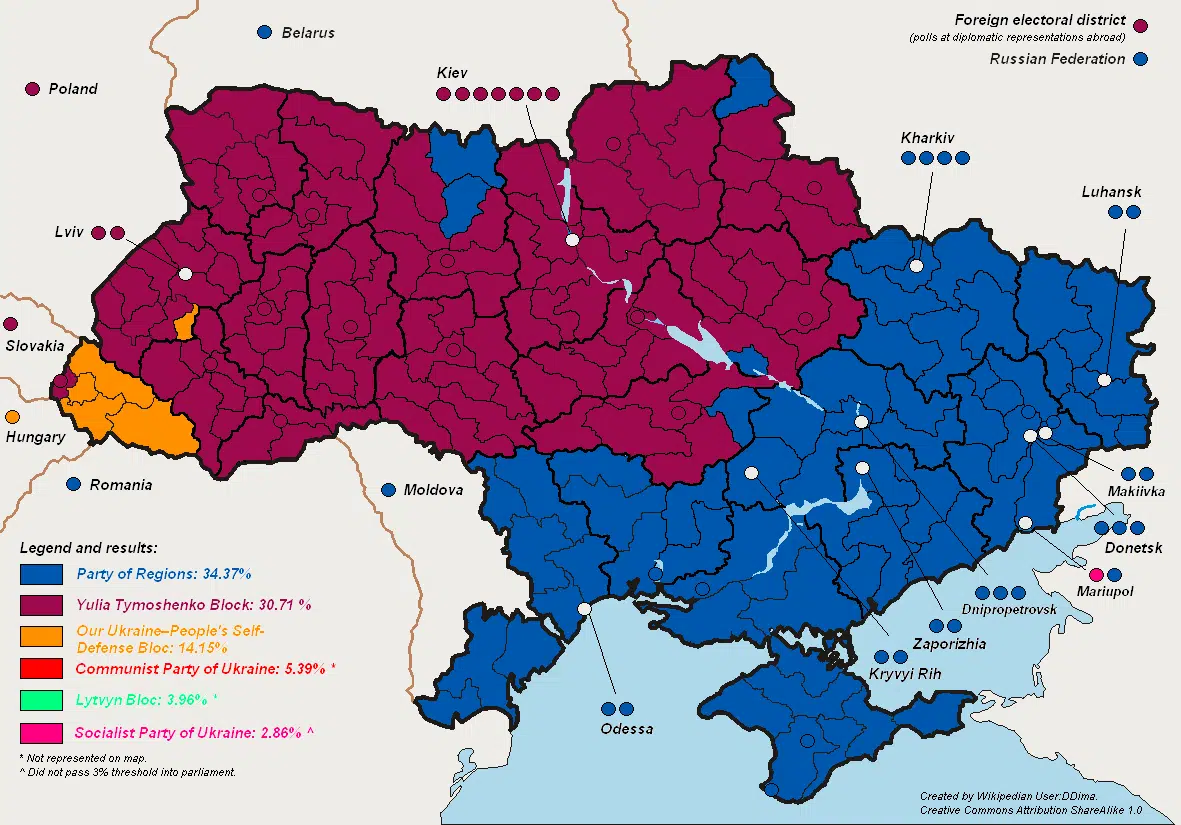 Foreign electoral district
(polls at diplomatic representations abroad)
Russian Federation
Belarus
Poland
Kiev
Kharkiv
Luhansk
Lviv
Slovakia
Hungary
Romania
Moldova
Makiivka
Donetsk
Mariupol
Dnipropetrovsk
Zaporizhia
Kryvyi Rih
Odessa
Legend and results:
Party of Regions: 34.37%
Yulia Tymoshenko Block: 30.71 %
Our Ukraine–People's Self-
Defense Bloc: 14.15%
Communist Party of Ukraine: 5.39% *
Lytvyn Bloc: 3.96% *
Socialist Party of Ukraine: 2.86% ^
* Not represented on map.
^ Did not pass 3% threshold into parliament.
Created by Wikipedian User:DDima.
Creative Commons Attribution ShareAlike 1.0